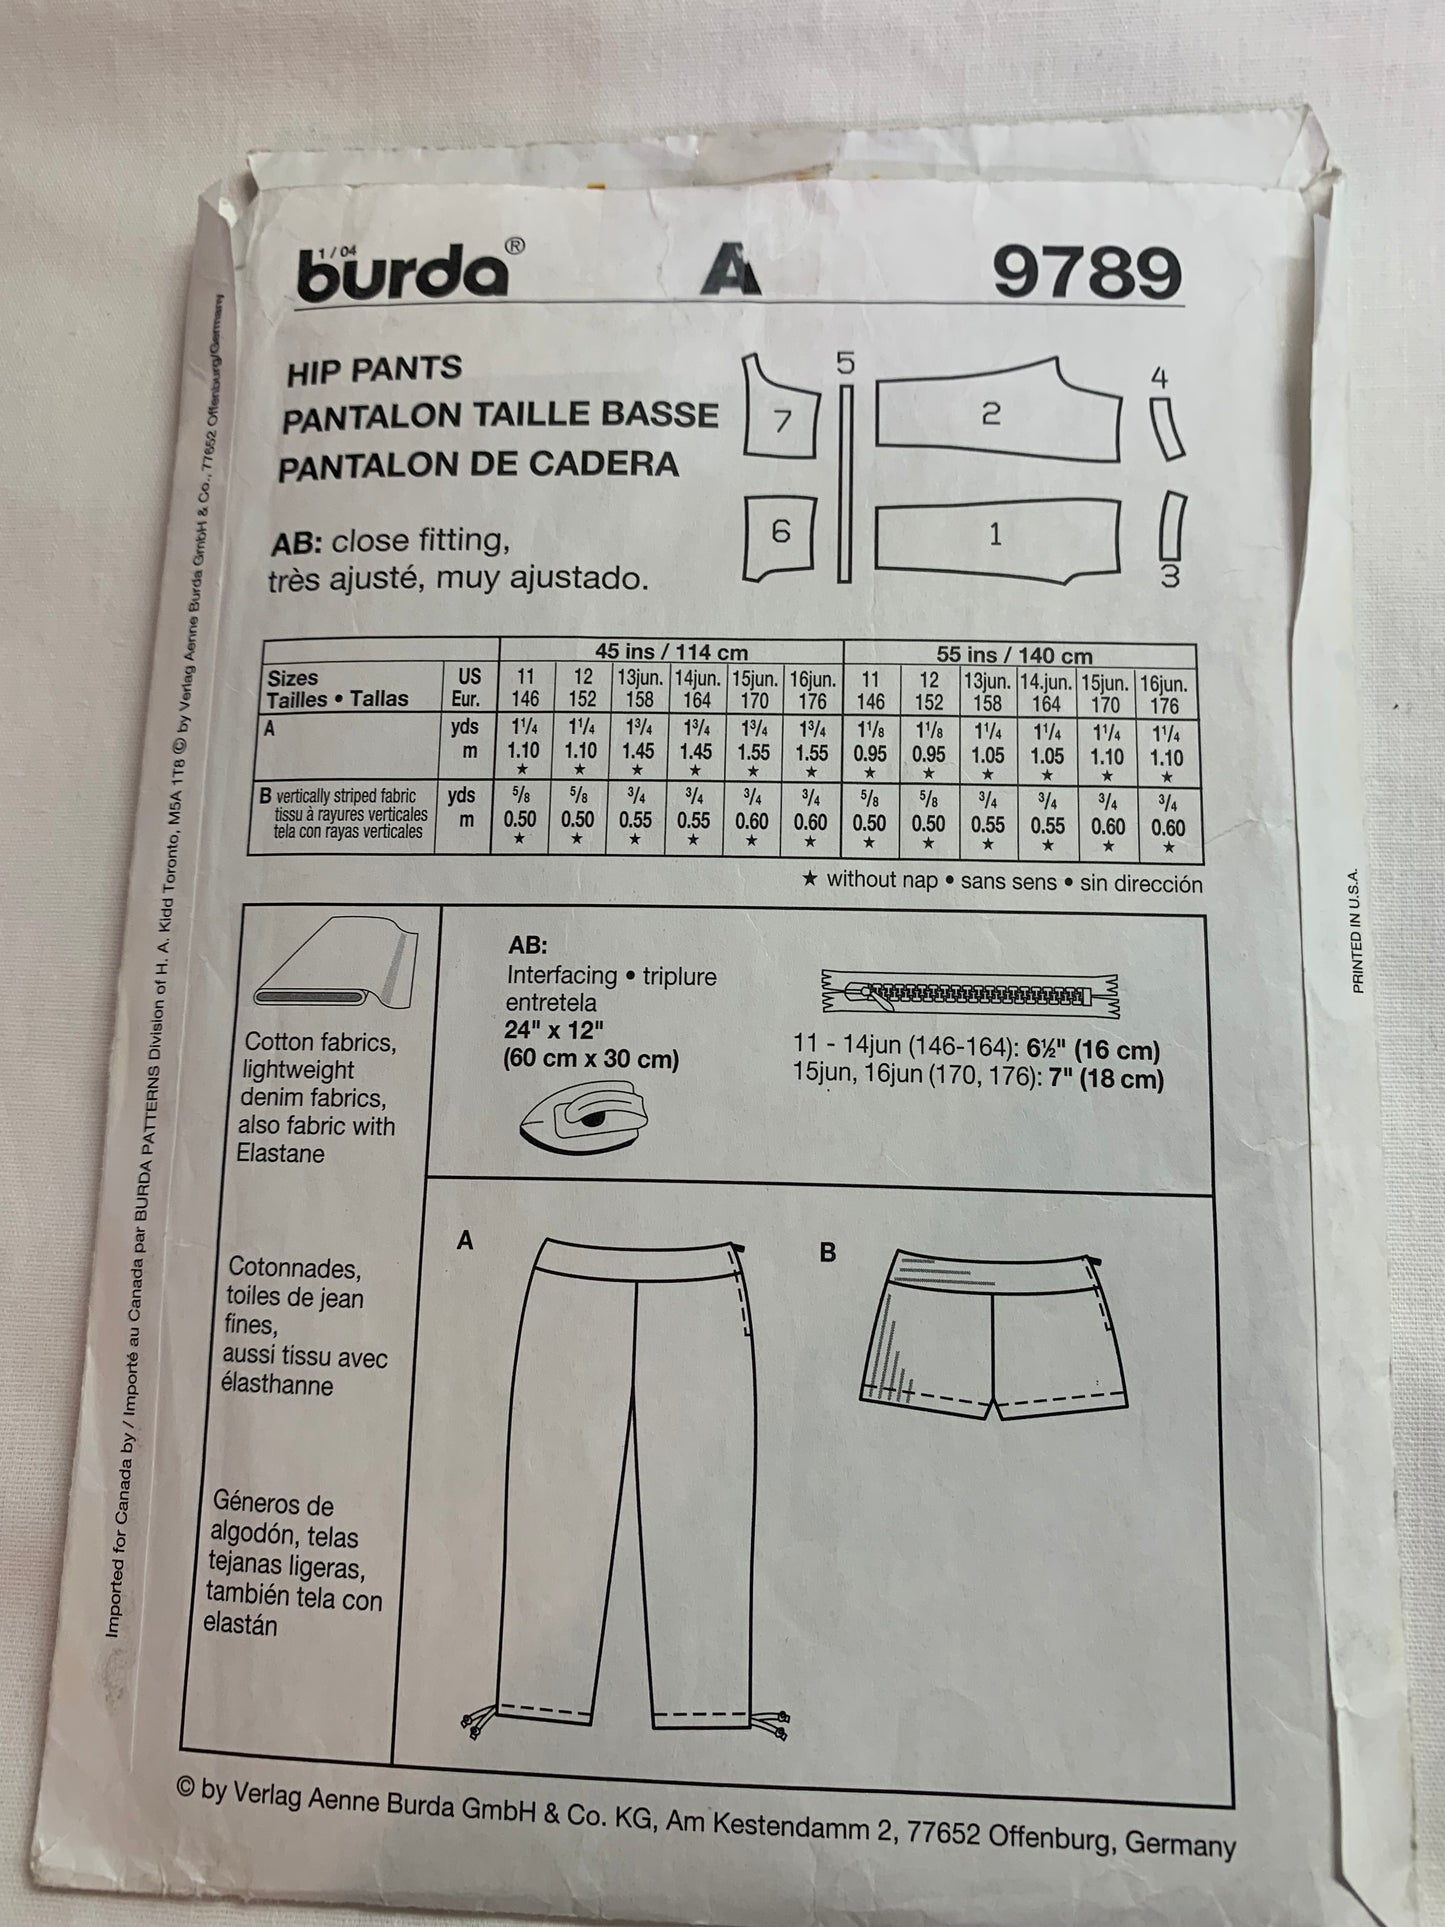 1/04
burda® A 9789
HIP PANTS
PANTALON TAILLE BASSE
PANTALON DE CADERA
AB: close fitting,
très ajusté, muy ajustado.
7 5 2 4
6 1 3
45 ins / 114 cm 55 ins / 140 cm
Sizes US 11 12 13jun. 14jun. 15jun. 16jun. 11 12 13jun. 14.jun. 15jun. 16jun.
Tailles • Tallas Eur. 146 152 158 164 170 176 146 152 158 164 170 176
A yds 1¹/4 1¹/4 1³/4 1³/4 1³/4 1³/4 1¹/8 1¹/8 1¹/4 1¹/4 1¹/4 1¹/4
m 1.10 1.10 1.45 1.45 1.55 1.55 0.95 0.95 1.05 1.05 1.10 1.10
★ ★ ★ ★ ★ ★ ★ ★ ★ ★ ★ ★
B vertically striped fabric yds ⁵/8 ⁵/8 ³/4 ³/4 ³/4 ³/4 ⁵/8 ⁵/8 ³/4 ³/4 ³/4 ³/4
tissu à rayures verticales m 0.50 0.50 0.55 0.55 0.60 0.60 0.50 0.50 0.55 0.55 0.60 0.60
tela con rayas verticales ★ ★ ★ ★ ★ ★ ★ ★ ★ ★ ★ ★
★ without nap • sans sens • sin dirección
Cotton fabrics,
lightweight
denim fabrics,
also fabric with
Elastane
Cotonnades,
toiles de jean
fines,
aussi tissu avec
élasthanne
Géneros de
algodón, telas
tejanas ligeras,
también tela con
elastán
AB:
Interfacing • triplure
entretela
24" x 12"
(60 cm x 30 cm)
11 - 14jun (146-164): 6½" (16 cm)
15jun, 16jun (170, 176): 7" (18 cm)
A B
© by Verlag Aenne Burda GmbH & Co. KG, Am Kestendamm 2, 77652 Offenburg, Germany
Imported for Canada by / Importé au Canada par BURDA PATTERNS Division of H. A. Kidd Toronto, M5A 1T8 © by Verlag Aenne Burda GmbH & Co., 77652 Offenburg/Germany
PRINTED IN U.S.A.